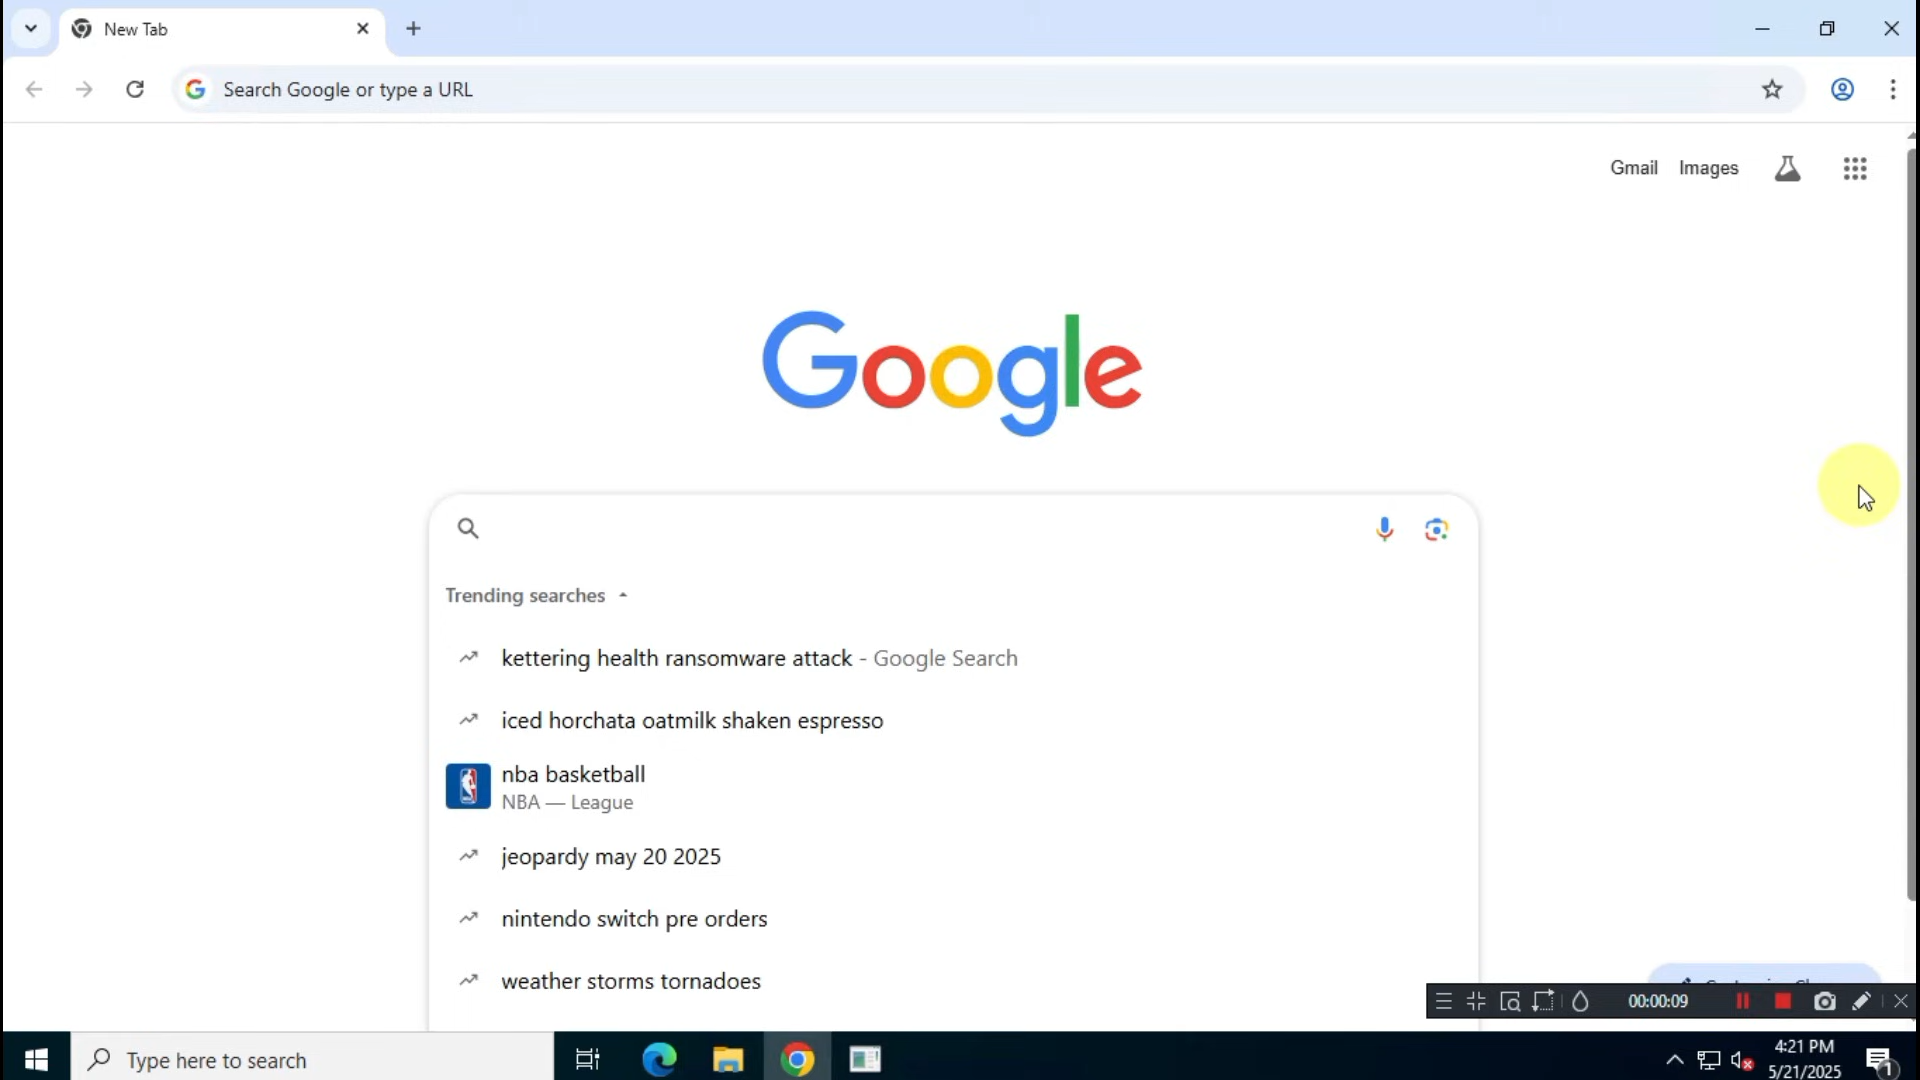 New Tab
Search Google or type a URL
Gmail Images
Google
Trending searches
kettering health ransomware attack - Google Search
iced horchata oatmilk shaken espresso
nba basketball
NBA — League
jeopardy may 20 2025
nintendo switch pre orders
weather storms tornadoes
00:00:09
Type here to search
4:21 PM
5/21/2025
1